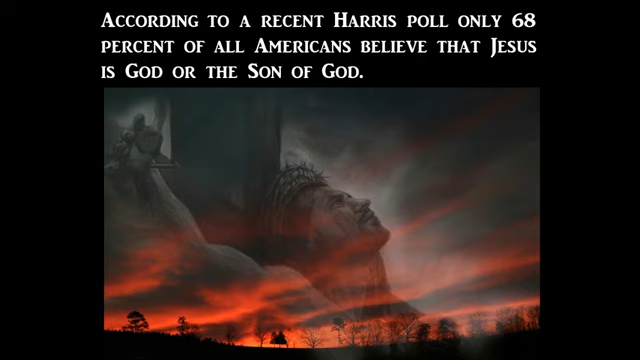 According to a recent Harris poll only 68
percent of all Americans believe that Jesus
is God or the Son of God.